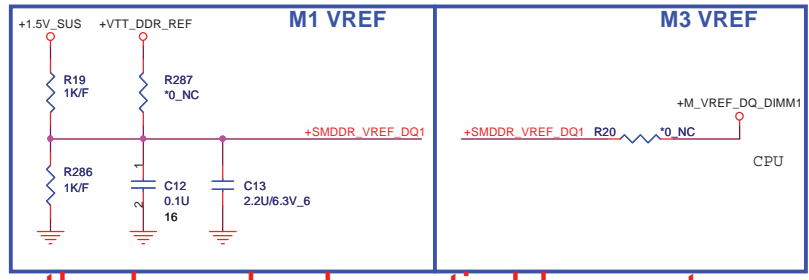 M1 VREF
M3 VREF
+1.5V_SUS
+VTT_DDR_REF
R19
1K/F
R287
*0_NC
+SMDDR_VREF_DQ1
R286
1K/F
1
2
C12
0.1U
16
C13
2.2U/6.3V_6
+M_VREF_DQ_DIMM1
+SMDDR_VREF_DQ1
R20
*0_NC
CPU